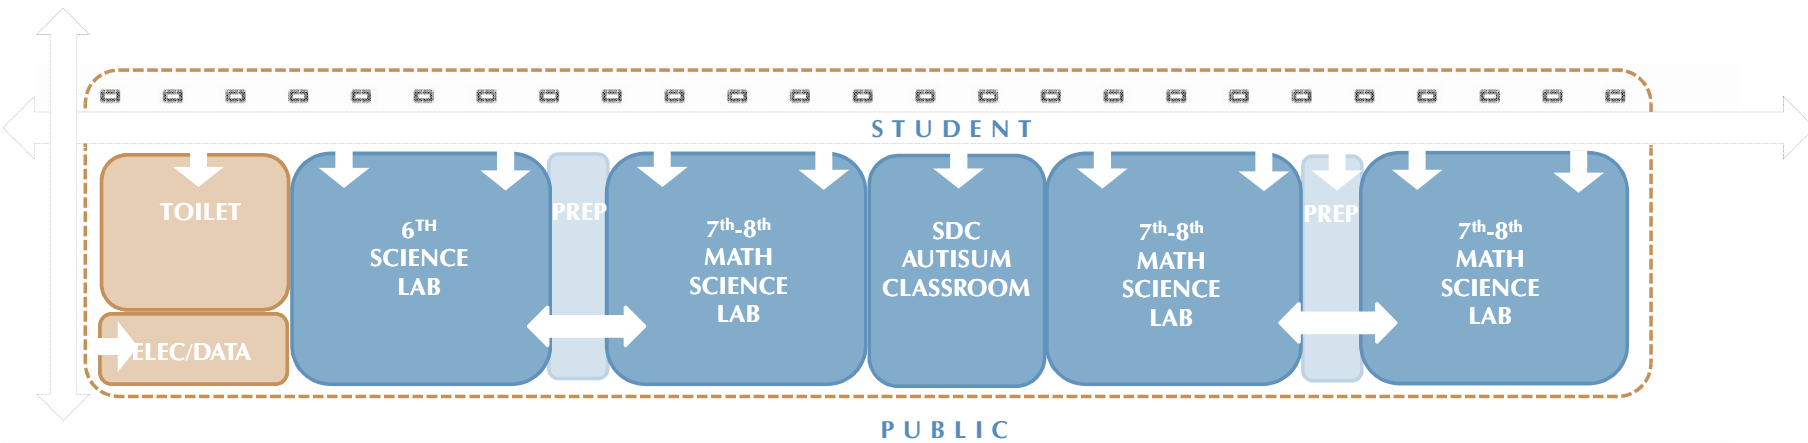 STUDENT
TOILET
ELEC/DATA
6TH
SCIENCE
LAB
PREP
7th-8th
MATH
SCIENCE
LAB
SDC
AUTISUM
CLASSROOM
7th-8th
MATH
SCIENCE
LAB
PREP
7th-8th
MATH
SCIENCE
LAB
PUBLIC